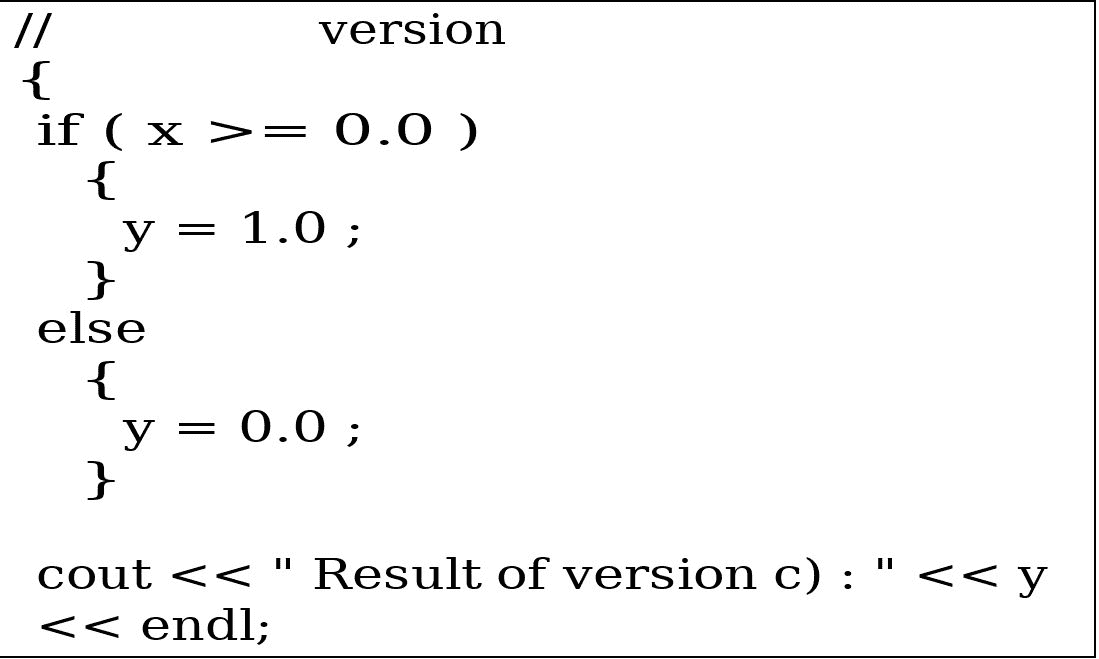 // version
{
if ( x >= 0.0 )
{
y = 1.0 ;
}
else
{
y = 0.0 ;
}
cout << " Result of version c) : " << y
<< endl;